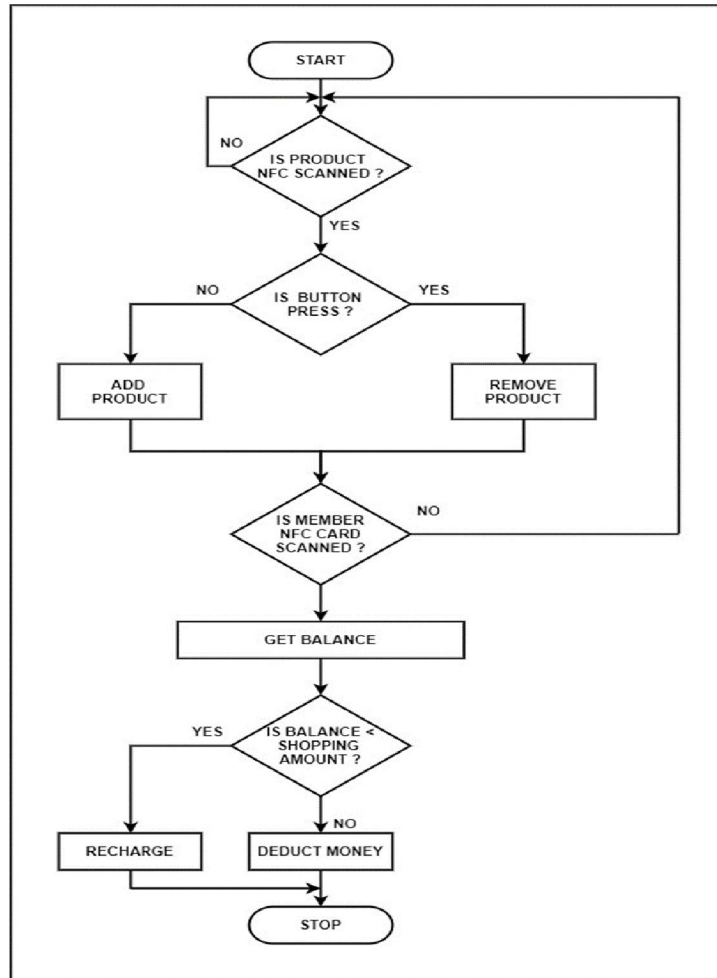 START
NO
IS PRODUCT
NFC SCANNED ?
YES
NO
IS BUTTON
PRESS ?
YES
ADD
PRODUCT
REMOVE
PRODUCT
IS MEMBER
NFC CARD
SCANNED ?
NO
GET BALANCE
YES
IS BALANCE <
SHOPPING
AMOUNT ?
NO
RECHARGE
DEDUCT MONEY
STOP